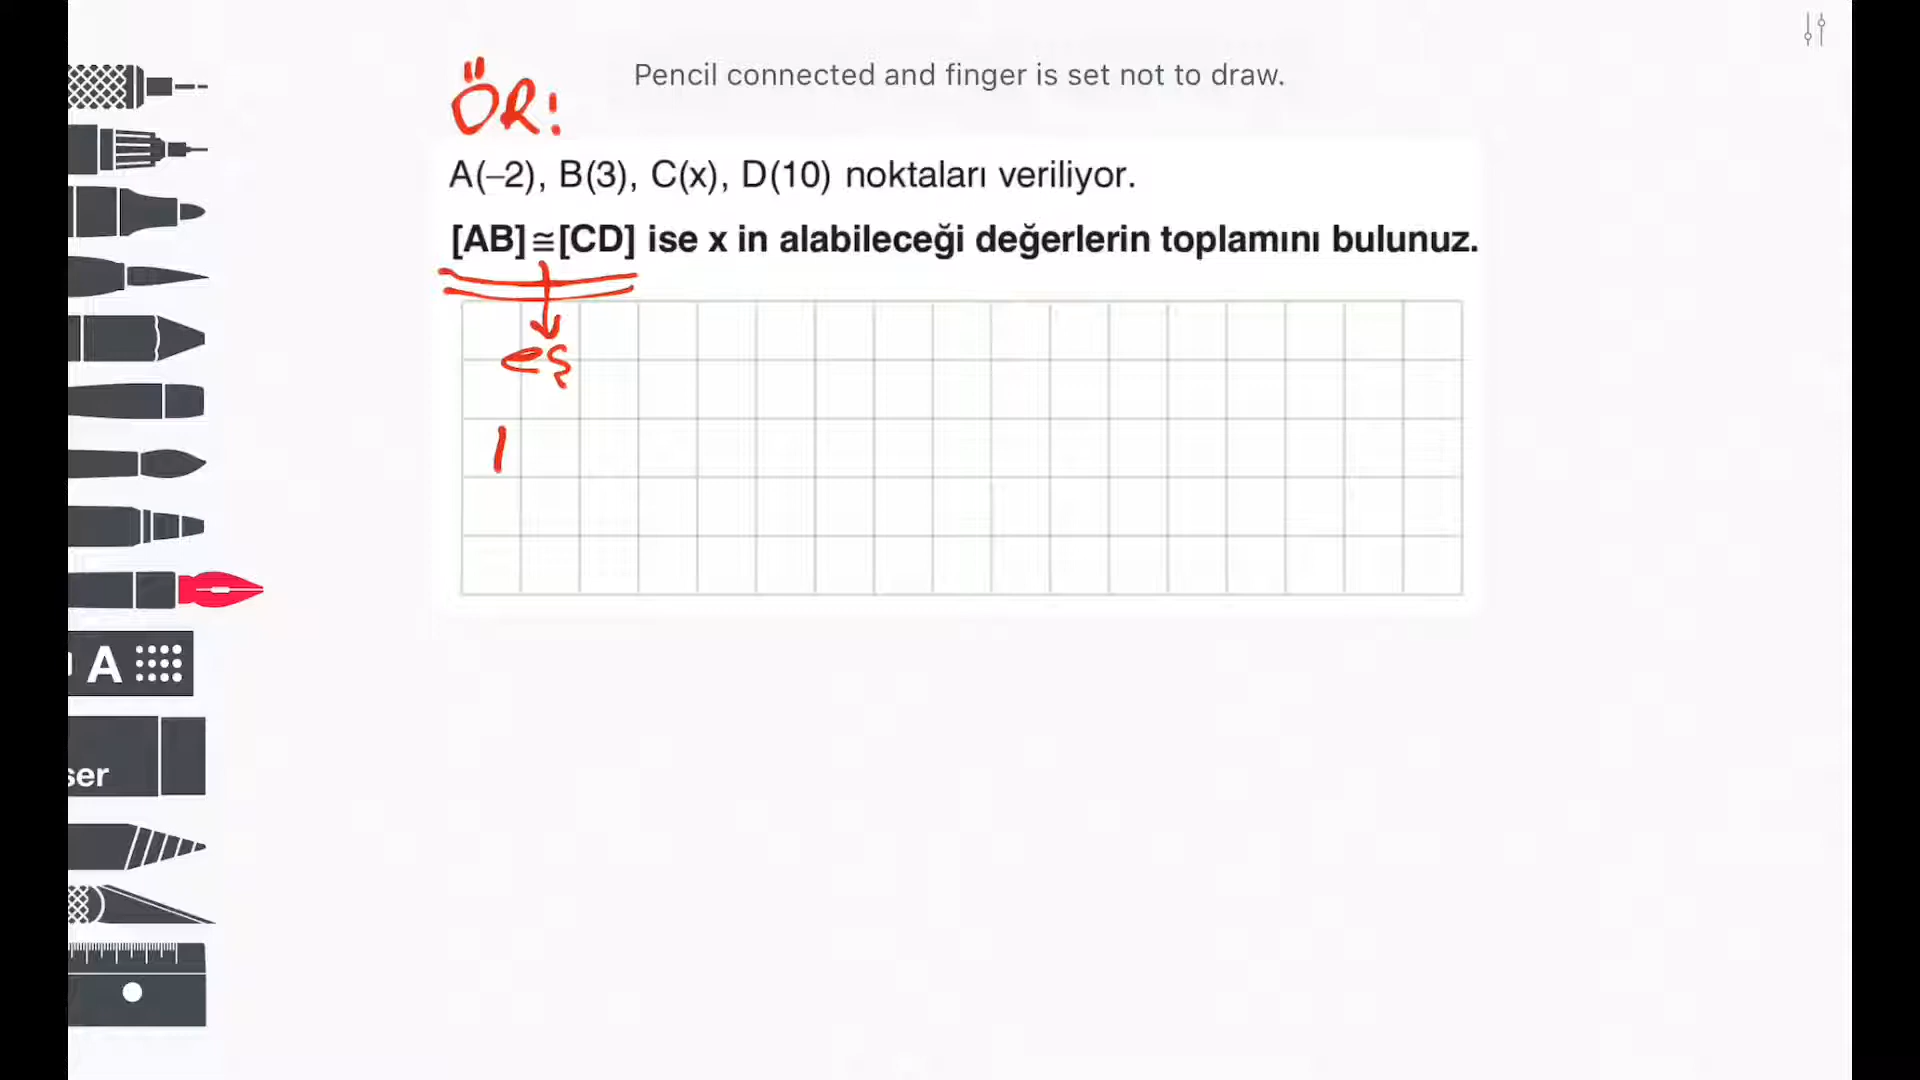 Pencil connected and finger is set not to draw.
ÖR:
A(–2), B(3), C(x), D(10) noktaları veriliyor.
[AB]≅[CD] ise x in alabileceği değerlerin toplamını bulunuz.
eş
|
A
ser